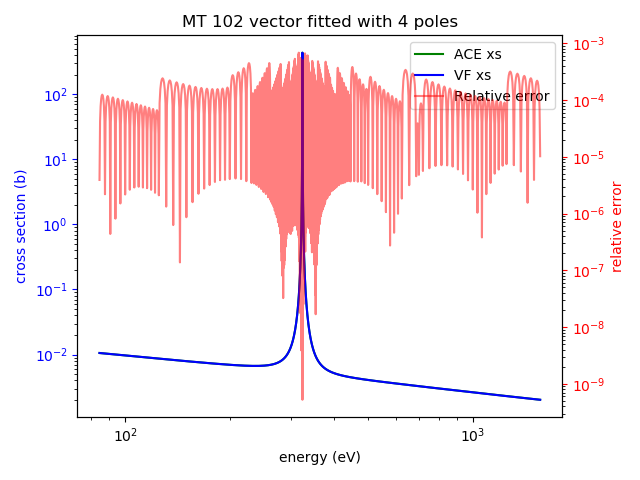 MT 102 vector fitted with 4 poles
ACE xs
VF xs
Relative error
cross section (b)
10²
10¹
10⁰
10⁻¹
10⁻²
10⁻³
10⁻⁴
10⁻⁵
10⁻⁶
10⁻⁷
10⁻⁸
10⁻⁹
relative error
10²
10³
energy (eV)